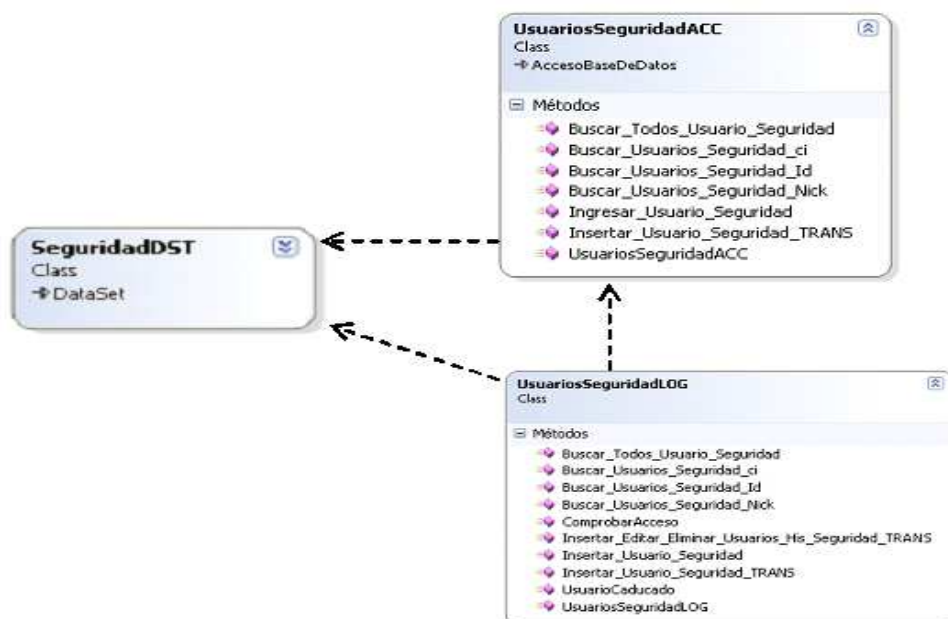 UsuariosSeguridadACC
Class
AccesoBaseDeDatos
Métodos
Buscar_Todos_Usuario_Seguridad
Buscar_Usuarios_Seguridad_ci
Buscar_Usuarios_Seguridad_Id
Buscar_Usuarios_Seguridad_Nick
Ingresar_Usuario_Seguridad
Insertar_Usuario_Seguridad_TRANS
UsuariosSeguridadACC
SeguridadDST
Class
DataSet
UsuariosSeguridadLOG
Class
Métodos
Buscar_Todos_Usuario_Seguridad
Buscar_Usuarios_Seguridad_ci
Buscar_Usuarios_Seguridad_Id
Buscar_Usuarios_Seguridad_Nick
ComprobarAcceso
Insertar_Editar_Eliminar_Usuarios_His_Seguridad_TRANS
Insertar_Usuario_Seguridad
Insertar_Usuario_Seguridad_TRANS
UsuarioCaducado
UsuariosSeguridadLOG